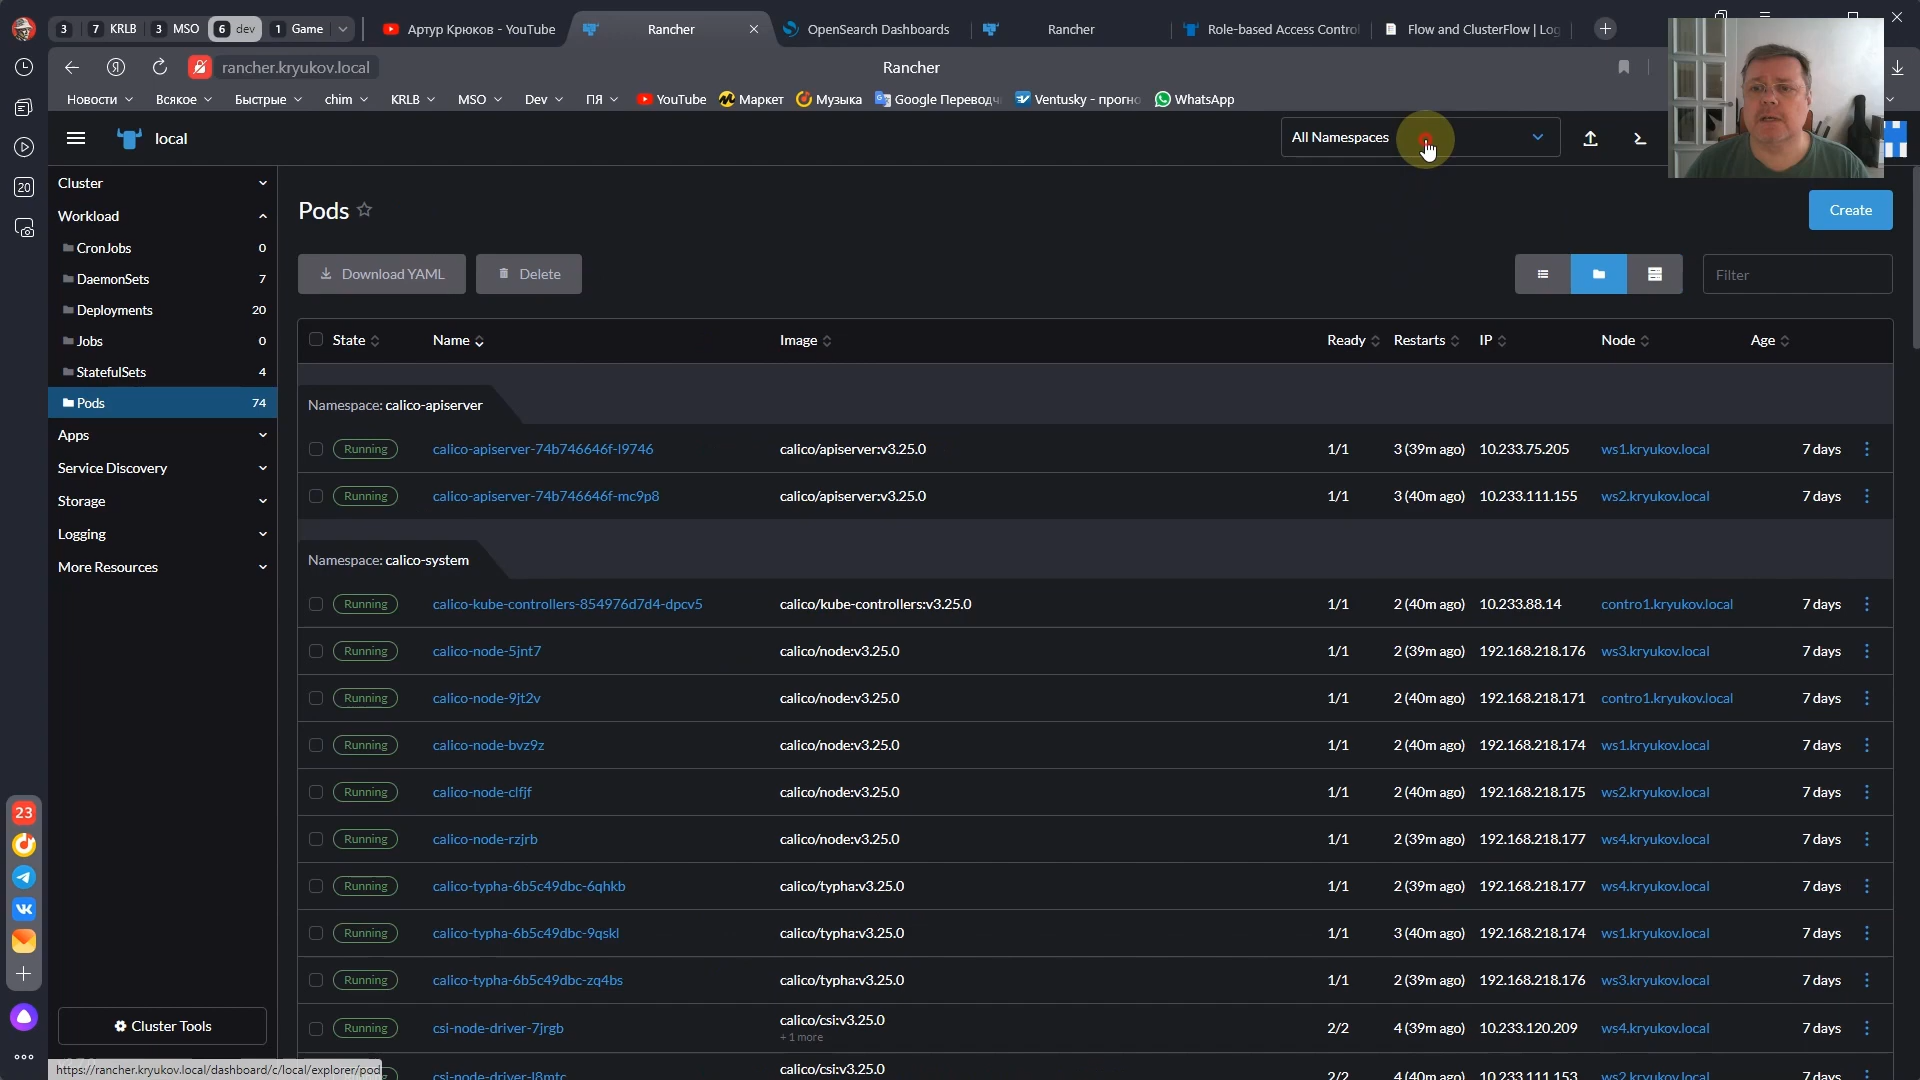 3 7 KRLB 3 MSO 6 dev 1 Game Артур Крюков - YouTube Rancher OpenSearch Dashboards Rancher Role-based Access Control Flow and ClusterFlow | Log
rancher.kryukov.local Rancher
Новости Всякое Быстрые chim KRLB MSO Dev ПЯ YouTube Маркет Музыка Google Переводч Ventusky - прогно WhatsApp
local All Namespaces
20
Cluster
Workload
CronJobs 0
DaemonSets 7
Deployments 20
Jobs 0
StatefulSets 4
Pods 74
Apps
Service Discovery
Storage
Logging
More Resources
23
Cluster Tools
Pods Create
Download YAML Delete Filter
State Name Image Ready Restarts IP Node Age
Namespace: calico-apiserver
Running calico-apiserver-74b746646f-l9746 calico/apiserver:v3.25.0 1/1 3 (39m ago) 10.233.75.205 ws1.kryukov.local 7 days
Running calico-apiserver-74b746646f-mc9p8 calico/apiserver:v3.25.0 1/1 3 (40m ago) 10.233.111.155 ws2.kryukov.local 7 days
Namespace: calico-system
Running calico-kube-controllers-854976d7d4-dpcv5 calico/kube-controllers:v3.25.0 1/1 2 (40m ago) 10.233.88.14 contro1.kryukov.local 7 days
Running calico-node-5jnt7 calico/node:v3.25.0 1/1 2 (39m ago) 192.168.218.176 ws3.kryukov.local 7 days
Running calico-node-9jt2v calico/node:v3.25.0 1/1 2 (40m ago) 192.168.218.171 contro1.kryukov.local 7 days
Running calico-node-bvz9z calico/node:v3.25.0 1/1 2 (40m ago) 192.168.218.174 ws1.kryukov.local 7 days
Running calico-node-clfjf calico/node:v3.25.0 1/1 2 (40m ago) 192.168.218.175 ws2.kryukov.local 7 days
Running calico-node-rzjrb calico/node:v3.25.0 1/1 2 (39m ago) 192.168.218.177 ws4.kryukov.local 7 days
Running calico-typha-6b5c49dbc-6qhkb calico/typha:v3.25.0 1/1 2 (39m ago) 192.168.218.177 ws4.kryukov.local 7 days
Running calico-typha-6b5c49dbc-9qskl calico/typha:v3.25.0 1/1 3 (40m ago) 192.168.218.174 ws1.kryukov.local 7 days
Running calico-typha-6b5c49dbc-zq4bs calico/typha:v3.25.0 1/1 2 (39m ago) 192.168.218.176 ws3.kryukov.local 7 days
Running csi-node-driver-7jrgb calico/csi:v3.25.0 2/2 4 (39m ago) 10.233.120.209 ws4.kryukov.local 7 days
+ 1 more
csi-node-driver-l8mtc calico/csi:v3.25.0 2/2 4 (40m ago) 10.233.111.153 ws2.kryukov.local 7 days
https://rancher.kryukov.local/dashboard/c/local/explorer/pod